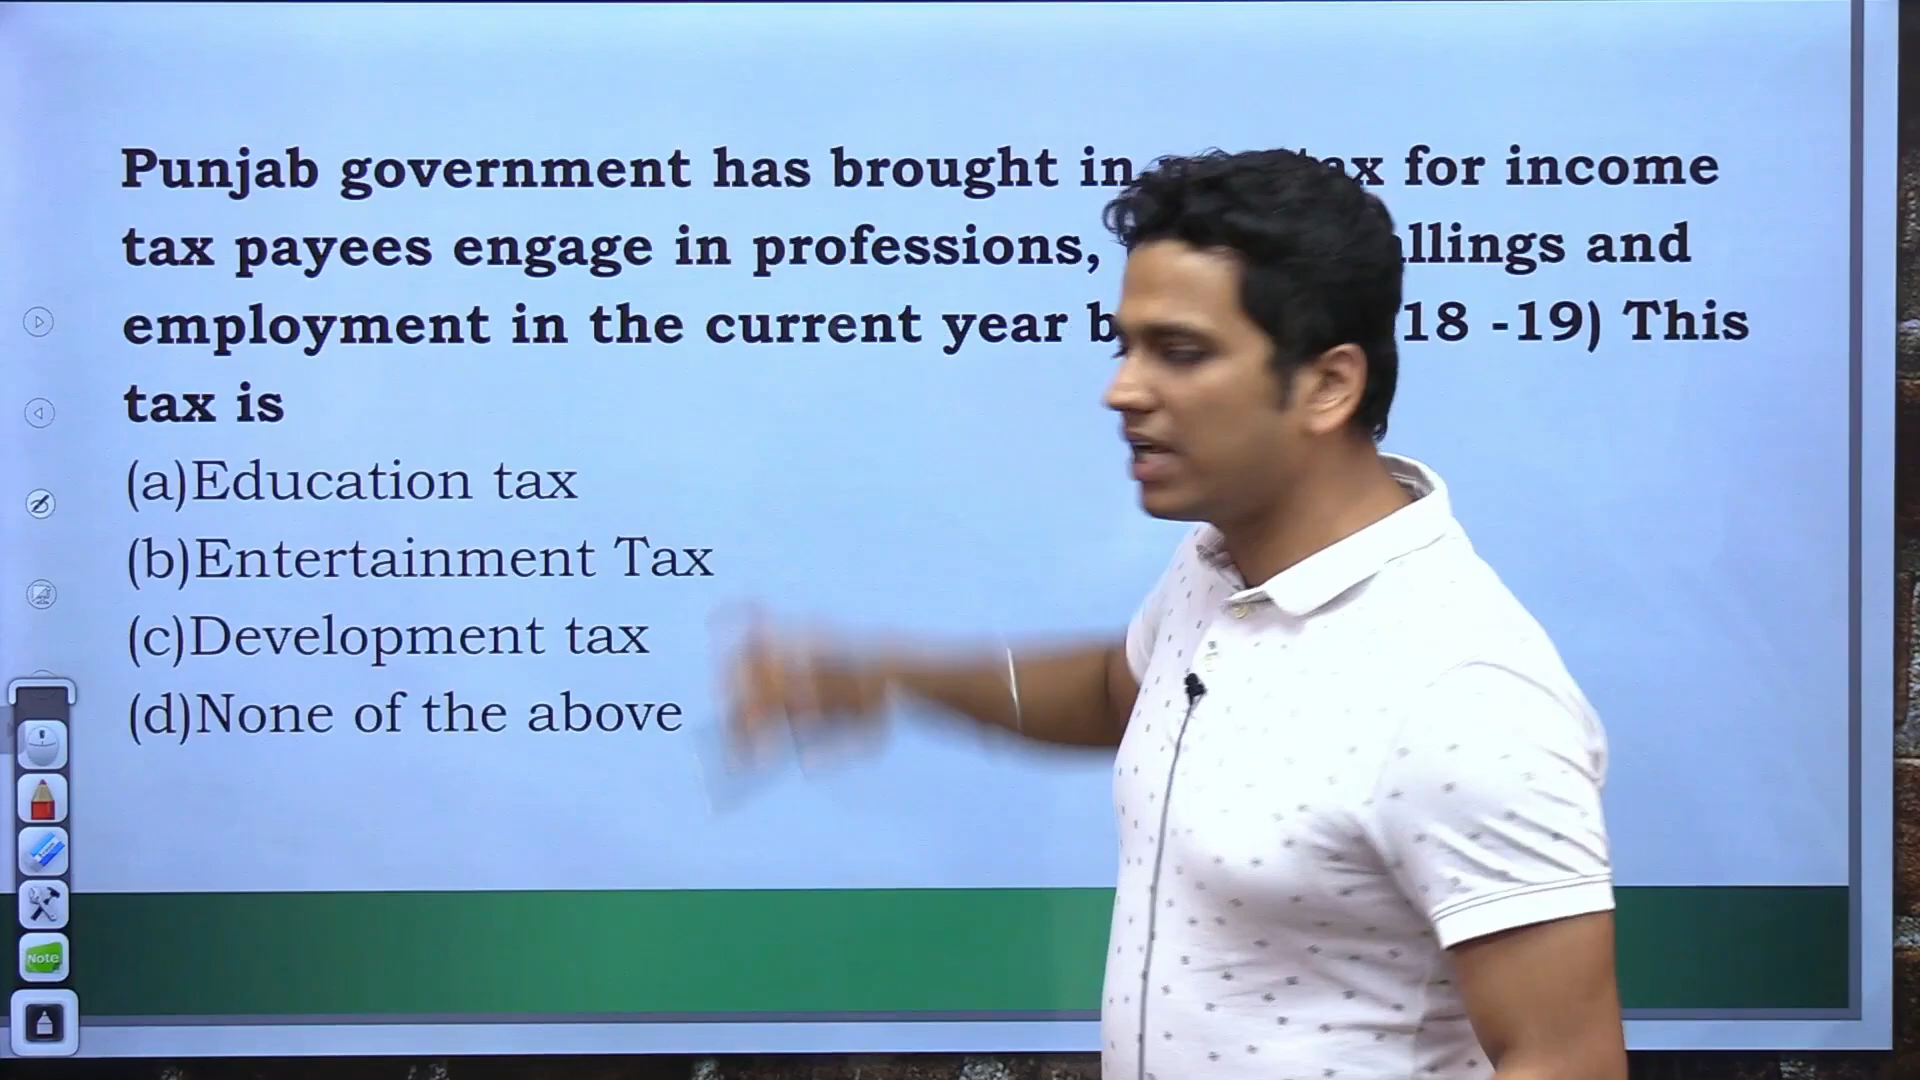 Punjab government has brought in tax for income
tax payees engage in professions, and
employment in the current year 18 -19) This
tax is
(a)Education tax
(b)Entertainment Tax
(c)Development tax
(d)None of the above
Note